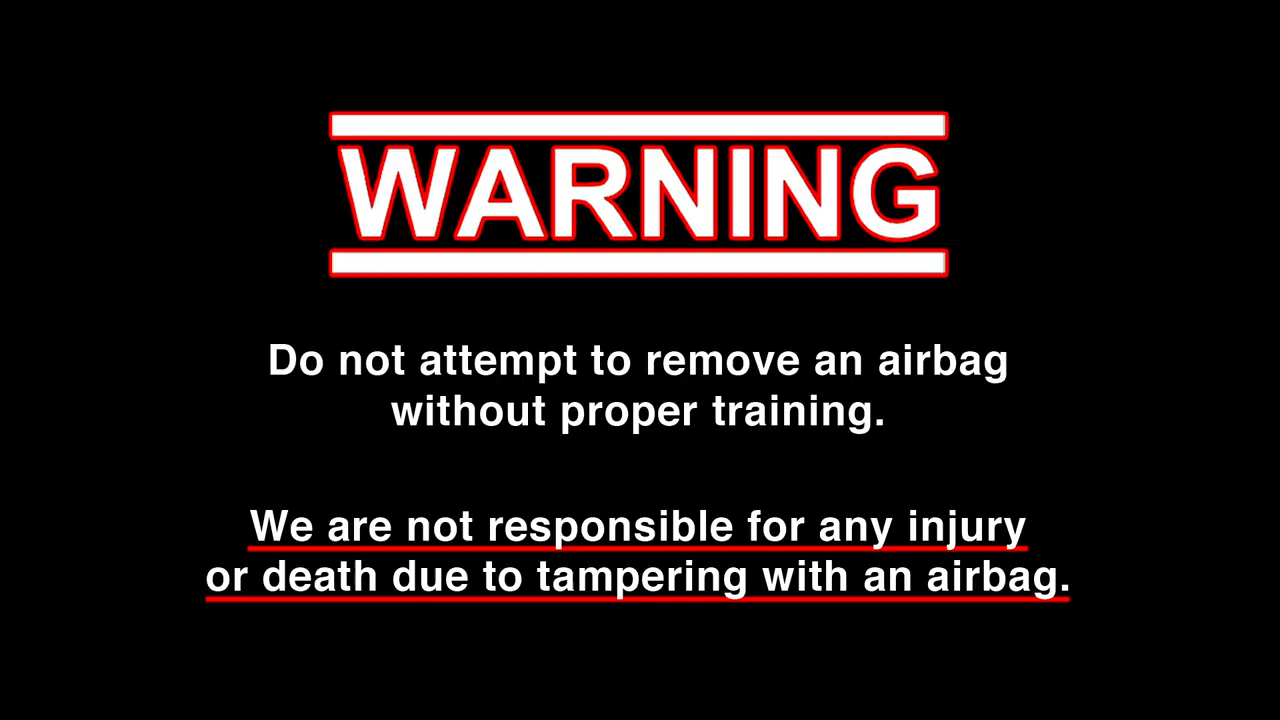 WARNING
Do not attempt to remove an airbag
without proper training.
We are not responsible for any injury
or death due to tampering with an airbag.